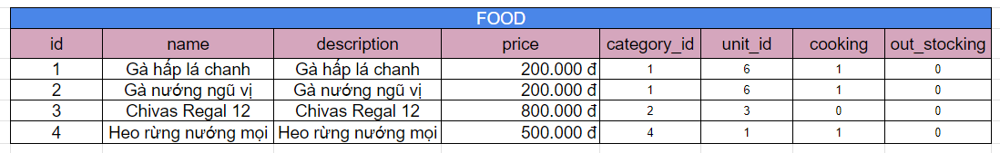 FOOD
id name description price category_id unit_id cooking out_stocking
1 Gà hấp lá chanh Gà hấp lá chanh 200.000 đ 1 6 1 0
2 Gà nướng ngũ vị Gà nướng ngũ vị 200.000 đ 1 6 1 0
3 Chivas Regal 12 Chivas Regal 12 800.000 đ 2 3 0 0
4 Heo rừng nướng mọi Heo rừng nướng mọi 500.000 đ 4 1 1 0